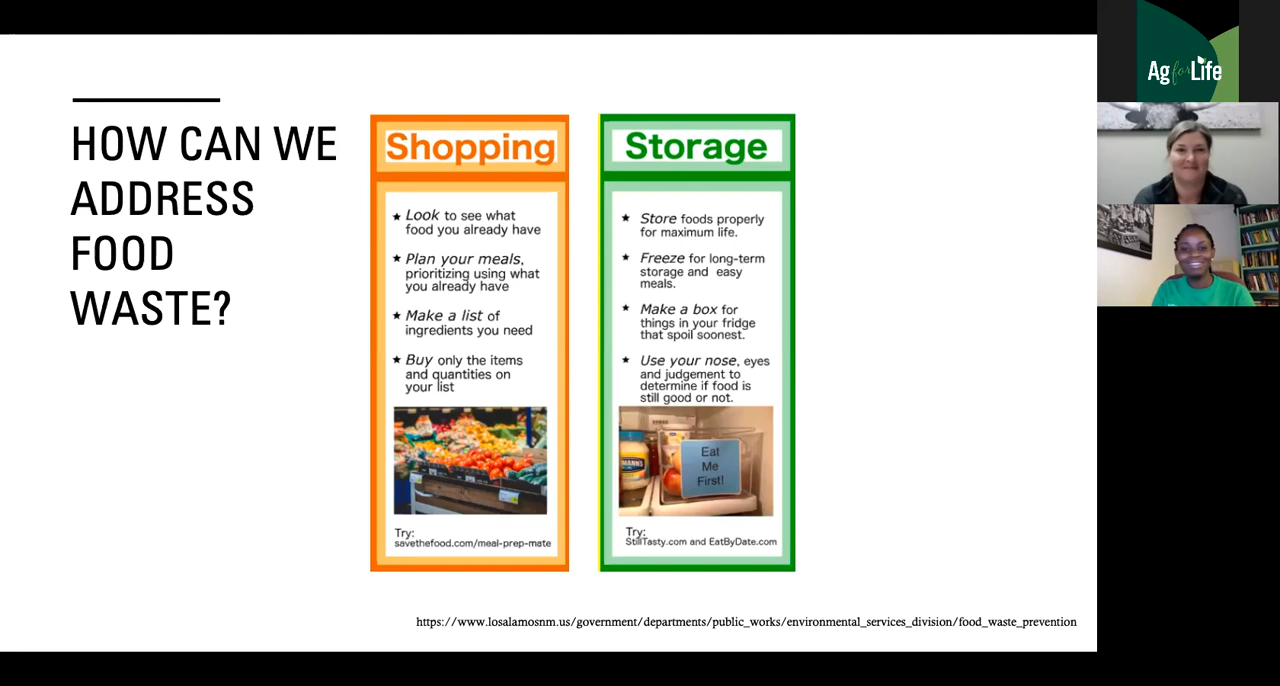 HOW CAN WE
ADDRESS
FOOD
WASTE?
Shopping
★ Look to see what
food you already have
★ Plan your meals,
prioritizing using what
you already have
★ Make a list of
ingredients you need
★ Buy only the items
and quantities on
your list
Try:
savethefood.com/meal-prep-mate
Storage
★ Store foods properly
for maximum life.
★ Freeze for long-term
storage and easy
meals.
★ Make a box for
things in your fridge
that spoil soonest.
★ Use your nose, eyes
and judgement to
determine if food is
still good or not.
Eat
Me
First!
Try:
StillTasty.com and EatByDate.com
https://www.losalamosnm.us/government/departments/public_works/environmental_services_division/food_waste_prevention
Ag for Life